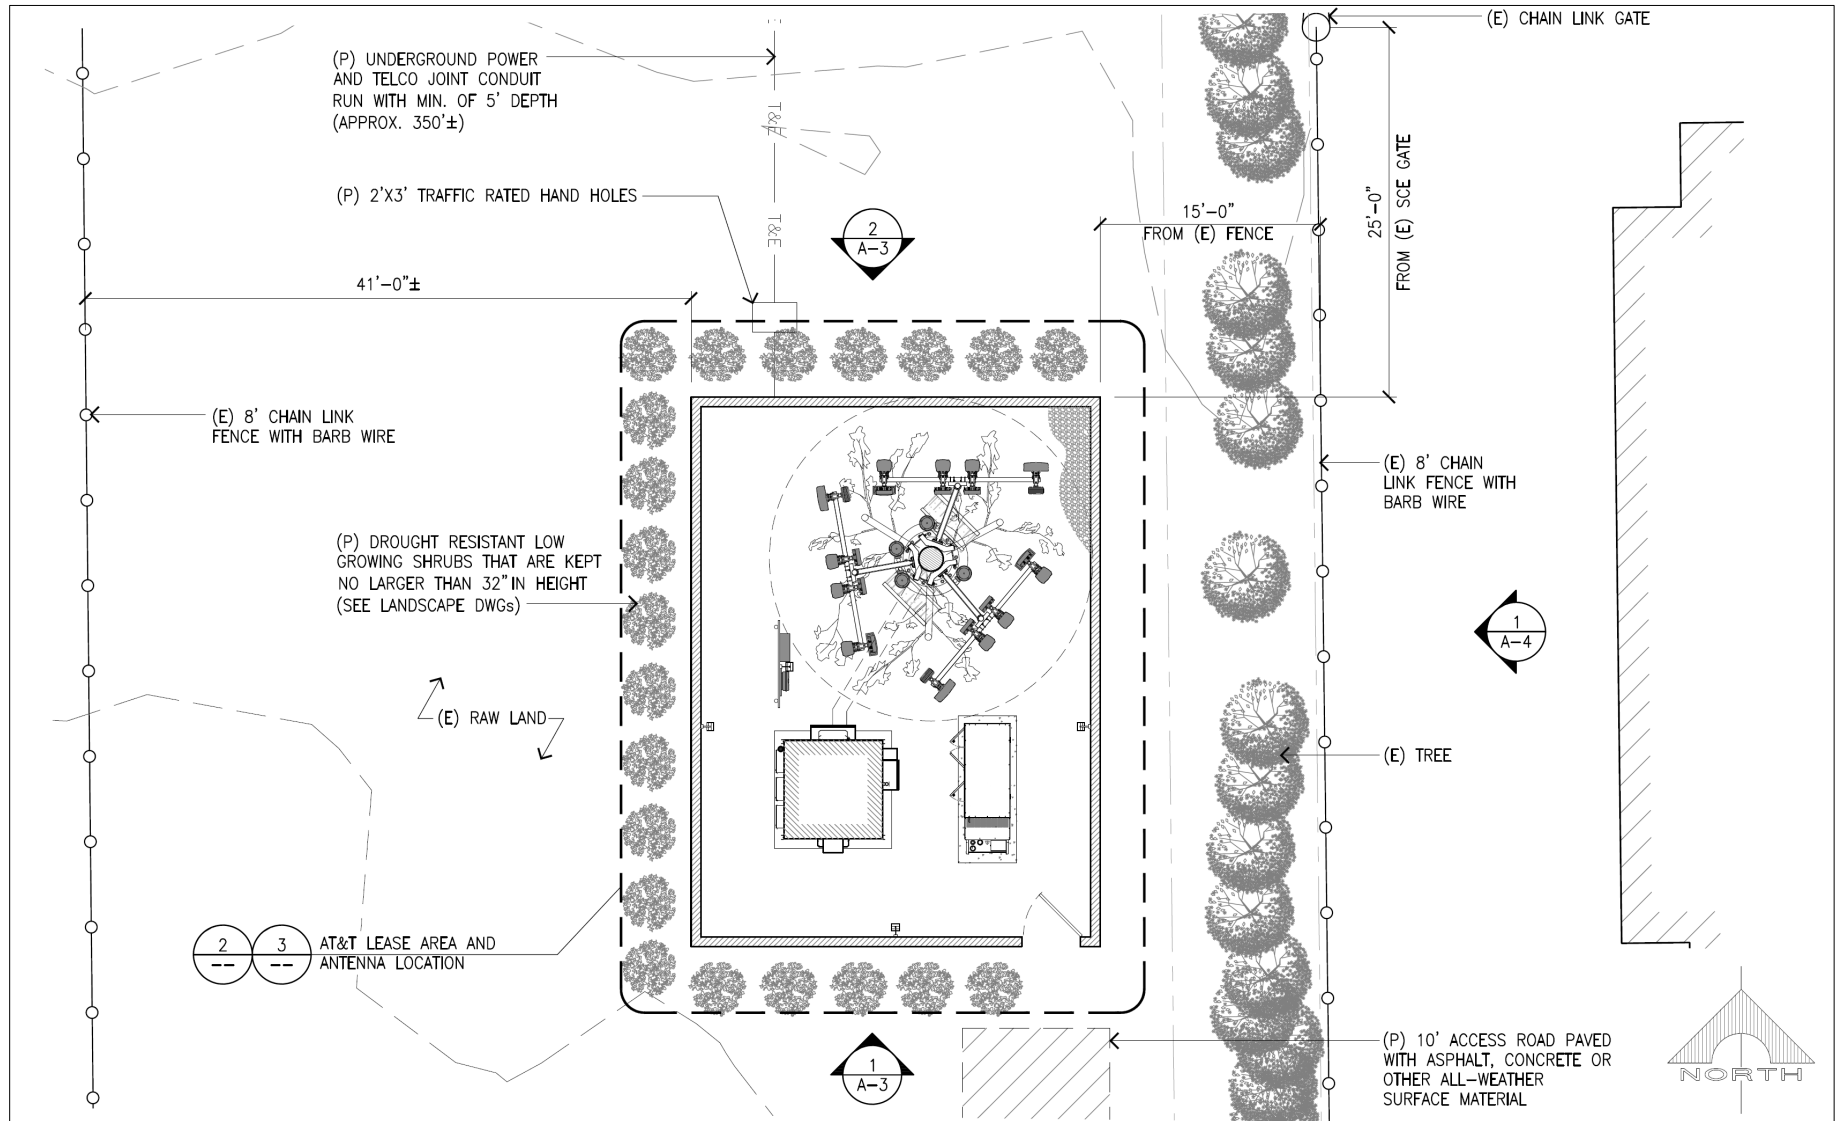 (E) CHAIN LINK GATE
(P) UNDERGROUND POWER
AND TELCO JOINT CONDUIT
RUN WITH MIN. OF 5' DEPTH
(APPROX. 350'±)
T&E
(P) 2'X3' TRAFFIC RATED HAND HOLES
T&E
2
A-3
15'-0"
FROM (E) FENCE
25'-0"
FROM (E) SCE GATE
41'-0"±
(E) 8' CHAIN LINK
FENCE WITH BARB WIRE
(E) 8' CHAIN
LINK FENCE WITH
BARB WIRE
(P) DROUGHT RESISTANT LOW
GROWING SHRUBS THAT ARE KEPT
NO LARGER THAN 32" IN HEIGHT
(SEE LANDSCAPE DWGs)
1
A-4
(E) RAW LAND
(E) TREE
2
--
3
--
AT&T LEASE AREA AND
ANTENNA LOCATION
1
A-3
(P) 10' ACCESS ROAD PAVED
WITH ASPHALT, CONCRETE OR
OTHER ALL-WEATHER
SURFACE MATERIAL
NORTH